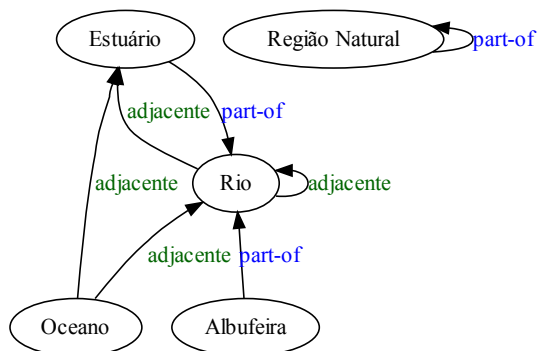 Estuário
Região Natural
part-of
adjacente
part-of
Rio
adjacente
adjacente
adjacente
part-of
Oceano
Albufeira